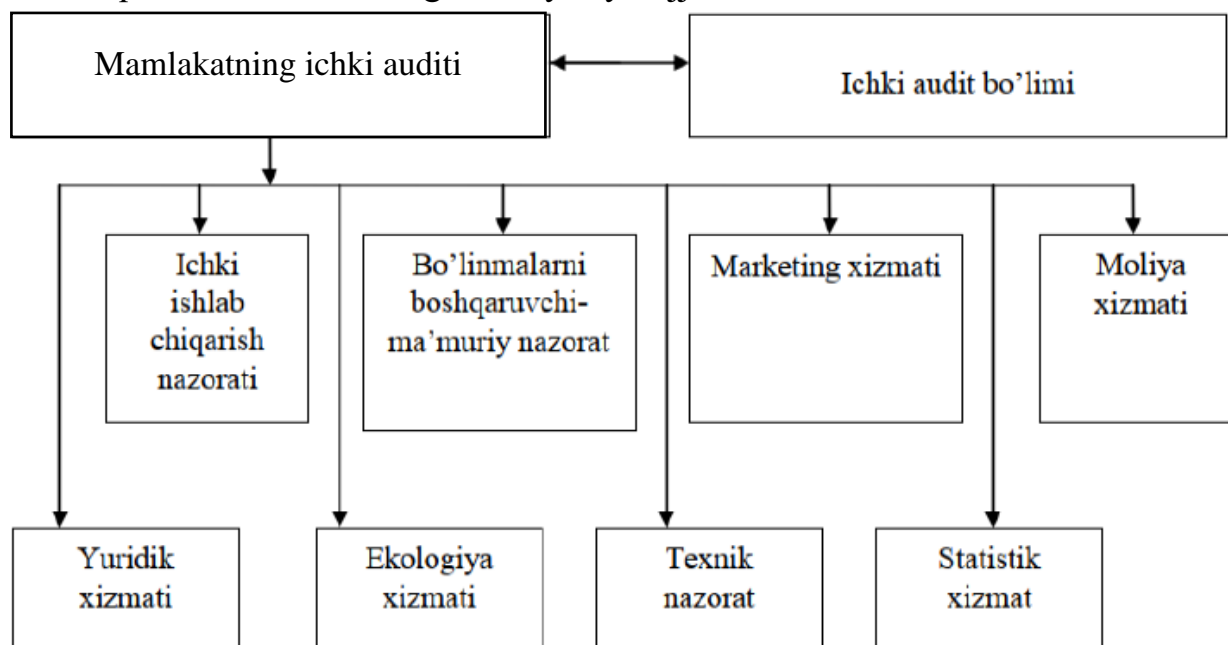 Mamlakatning ichki auditi
Ichki audit bo’limi
Ichki
ishlab
chiqarish
nazorati
Bo’linmalarni
boshqaruvchi-
ma’muriy nazorat
Marketing xizmati
Moliya
xizmati
Yuridik
xizmati
Ekologiya
xizmati
Texnik
nazorat
Statistik
xizmat